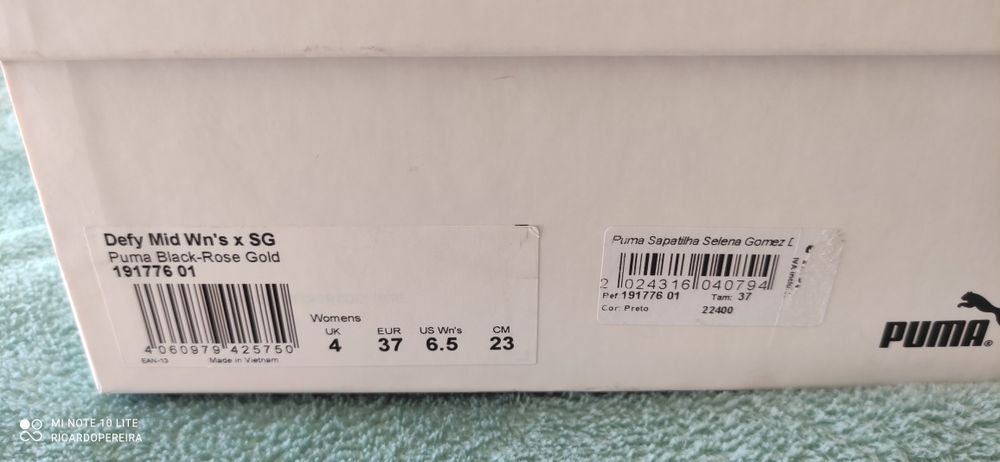 Defy Mid Wn's x SG
Puma Black-Rose Gold
191776 01
4 060979 425750
EAN-13 Made in Vietnam
Womens
UK EUR US Wn's CM
4 37 6.5 23
Puma Sapatilha Selena Gomez D
2 024316 040794
IVA
Ref 191776 01 Tam: 37
Cor: Preto 22400
PUMA
MI NOTE 10 LITE
RICARDOPEREIRA